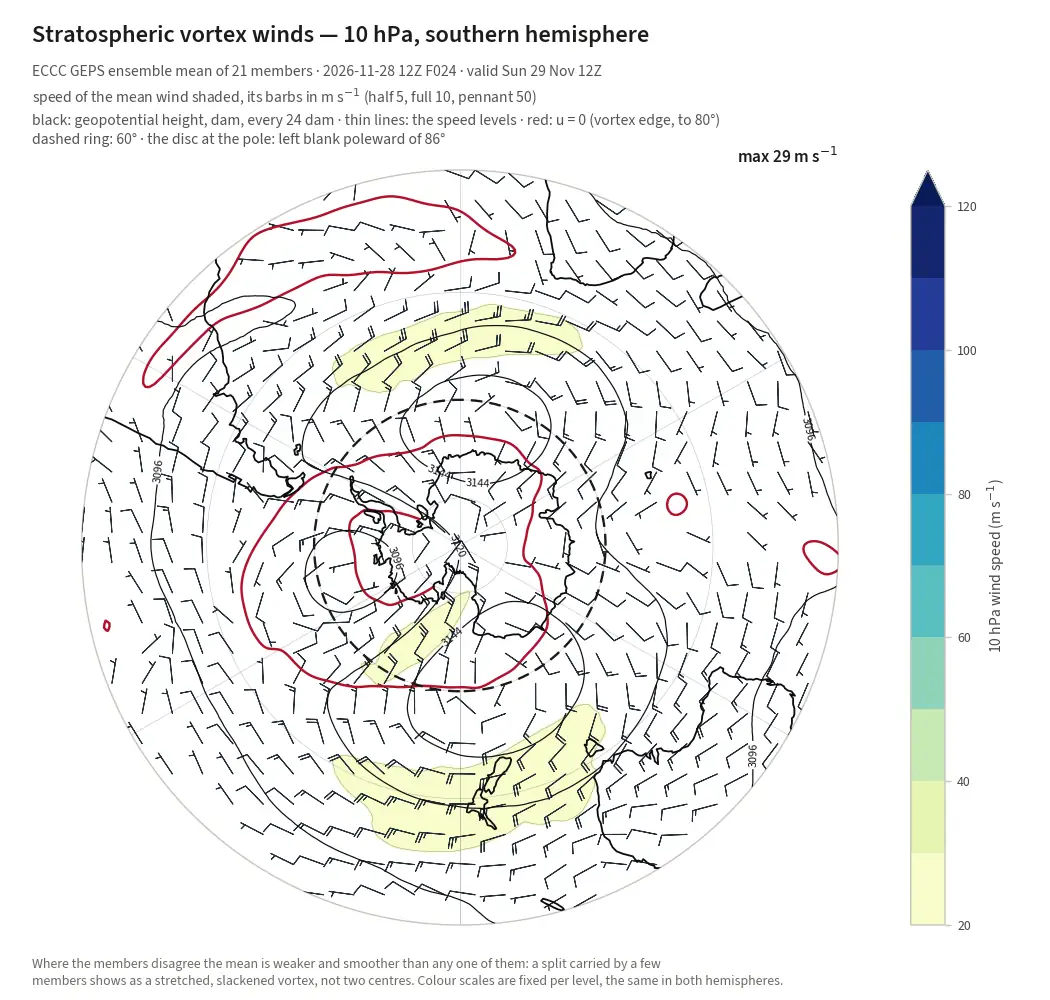 Stratospheric vortex winds — 10 hPa, southern hemisphere
ECCC GEPS ensemble mean of 21 members · 2026-11-28 12Z F024 · valid Sun 29 Nov 12Z
speed of the mean wind shaded, its barbs in m s⁻¹ (half 5, full 10, pennant 50)
black: geopotential height, dam, every 24 dam · thin lines: the speed levels · red: u = 0 (vortex edge, to 80°)
dashed ring: 60° · the disc at the pole: left blank poleward of 86°
max 29 m s⁻¹
120
100
80
60
40
20
10 hPa wind speed (m s⁻¹)
3096
3096
3144
3120
3096
3144
3096
Where the members disagree the mean is weaker and smoother than any one of them: a split carried by a few
members shows as a stretched, slackened vortex, not two centres. Colour scales are fixed per level, the same in both hemispheres.